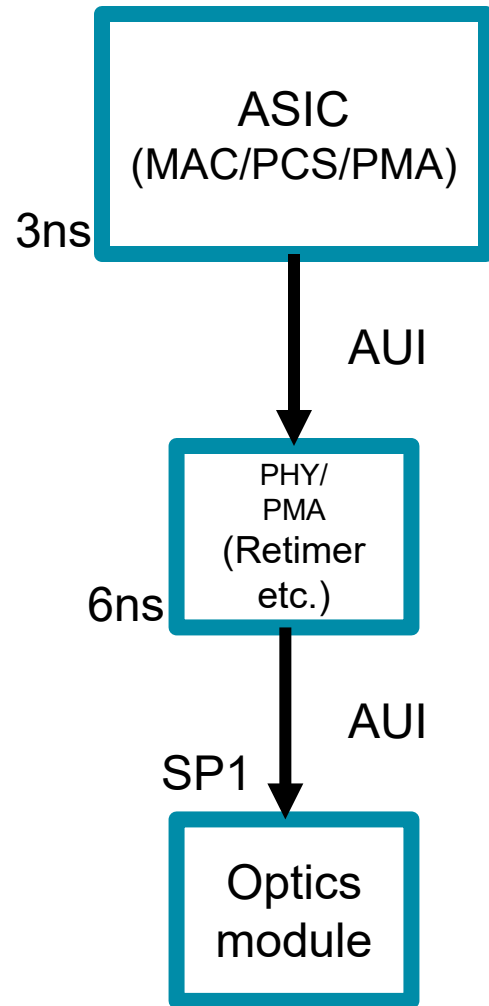 ASIC
(MAC/PCS/PMA)
3ns
AUI
PHY/
PMA
(Retimer
etc.)
6ns
AUI
SP1
Optics
module